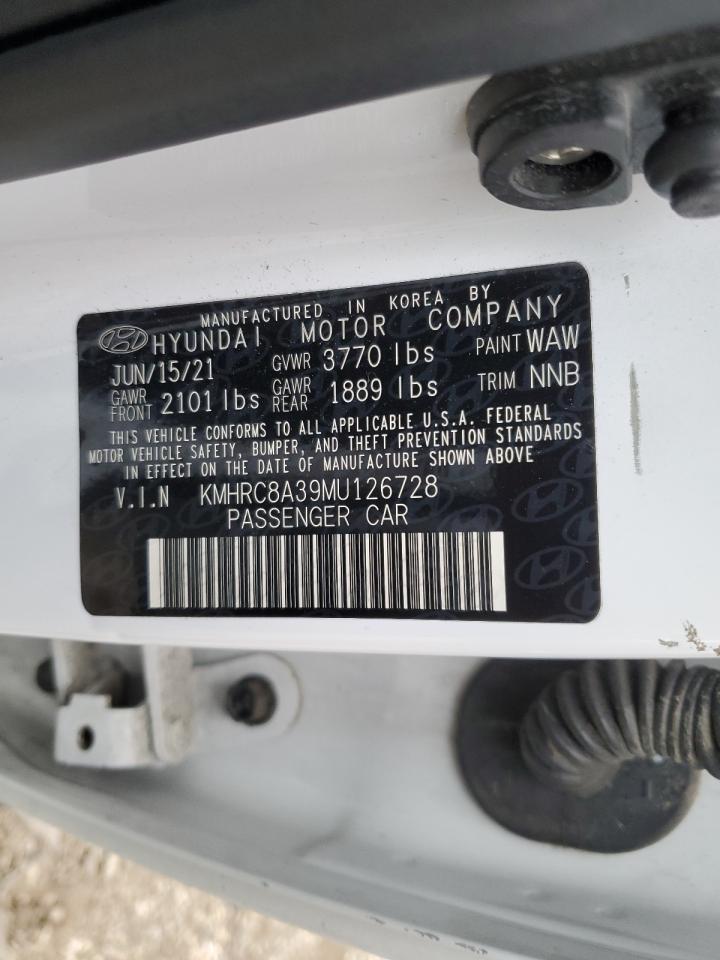 MANUFACTURED IN KOREA BY
HYUNDAI MOTOR COMPANY
JUN/15/21 GVWR 3770 lbs PAINT WAW
GAWR FRONT 2101 lbs GAWR REAR 1889 lbs TRIM NNB
THIS VEHICLE CONFORMS TO ALL APPLICABLE U.S.A. FEDERAL
MOTOR VEHICLE SAFETY, BUMPER, AND THEFT PREVENTION STANDARDS
IN EFFECT ON THE DATE OF MANUFACTURE SHOWN ABOVE
V.I.N KMHRC8A39MU126728
PASSENGER CAR